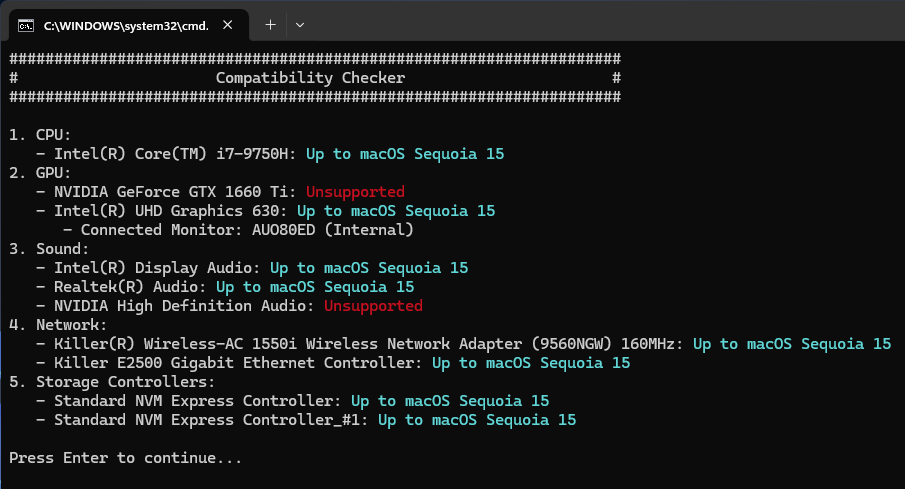 C:\WINDOWS\system32\cmd.
####################################################################
#                      Compatibility Checker                       #
####################################################################
1. CPU:
   - Intel(R) Core(TM) i7-9750H: Up to macOS Sequoia 15
2. GPU:
   - NVIDIA GeForce GTX 1660 Ti: Unsupported
   - Intel(R) UHD Graphics 630: Up to macOS Sequoia 15
      - Connected Monitor: AUO80ED (Internal)
3. Sound:
   - Intel(R) Display Audio: Up to macOS Sequoia 15
   - Realtek(R) Audio: Up to macOS Sequoia 15
   - NVIDIA High Definition Audio: Unsupported
4. Network:
   - Killer(R) Wireless-AC 1550i Wireless Network Adapter (9560NGW) 160MHz: Up to macOS Sequoia 15
   - Killer E2500 Gigabit Ethernet Controller: Up to macOS Sequoia 15
5. Storage Controllers:
   - Standard NVM Express Controller: Up to macOS Sequoia 15
   - Standard NVM Express Controller_#1: Up to macOS Sequoia 15
Press Enter to continue...